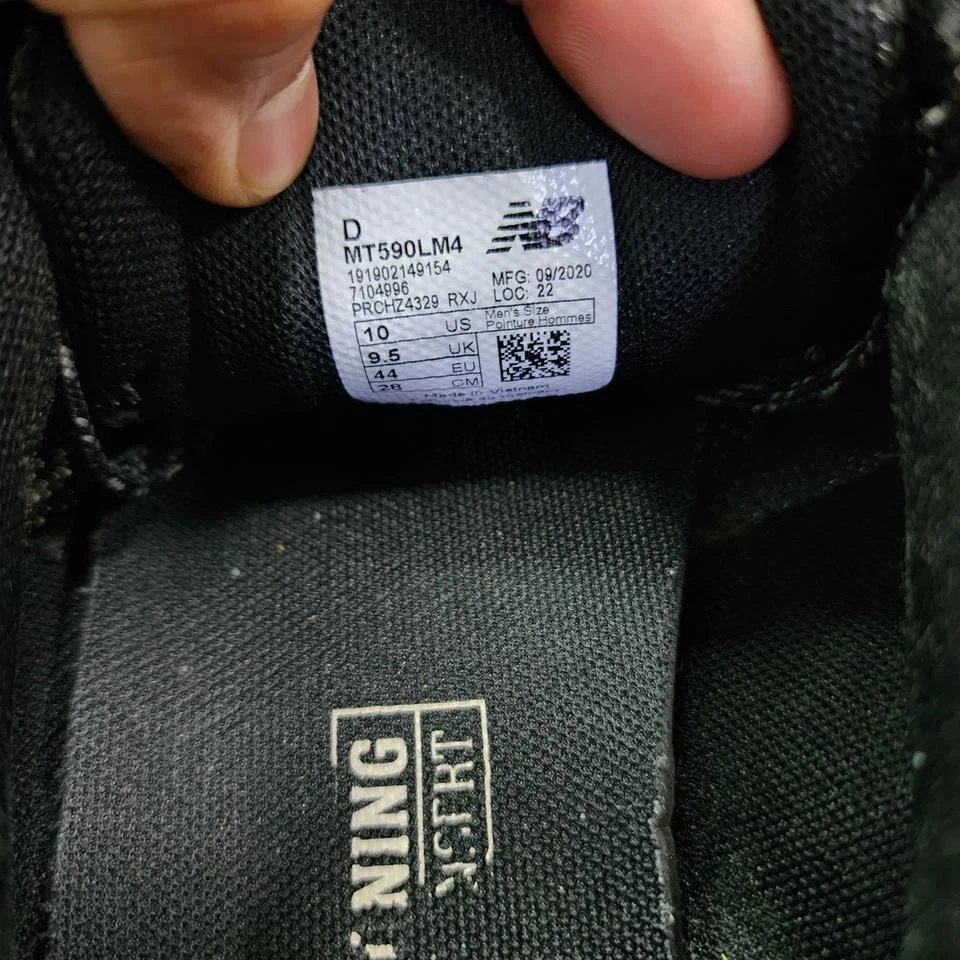 D
NB
MT590LM4
191902149154
7104996
PRCHZ4329 RXJ
MFG: 09/2020
LOC: 22
10 US
9.5 UK
44 EU
28 CM
Men's Size
Pointure Hommes
Made in Vietnam
NING